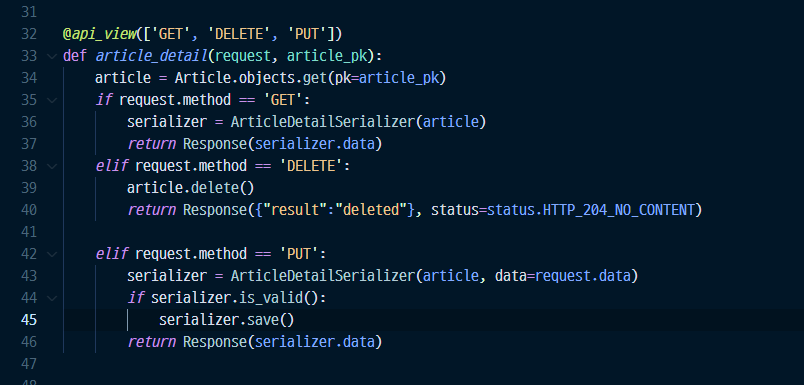 31
32 @api_view(['GET', 'DELETE', 'PUT'])
33 def article_detail(request, article_pk):
34     article = Article.objects.get(pk=article_pk)
35     if request.method == 'GET':
36         serializer = ArticleDetailSerializer(article)
37         return Response(serializer.data)
38     elif request.method == 'DELETE':
39         article.delete()
40         return Response({"result":"deleted"}, status=status.HTTP_204_NO_CONTENT)
41
42     elif request.method == 'PUT':
43         serializer = ArticleDetailSerializer(article, data=request.data)
44         if serializer.is_valid():
45             serializer.save()
46         return Response(serializer.data)
47